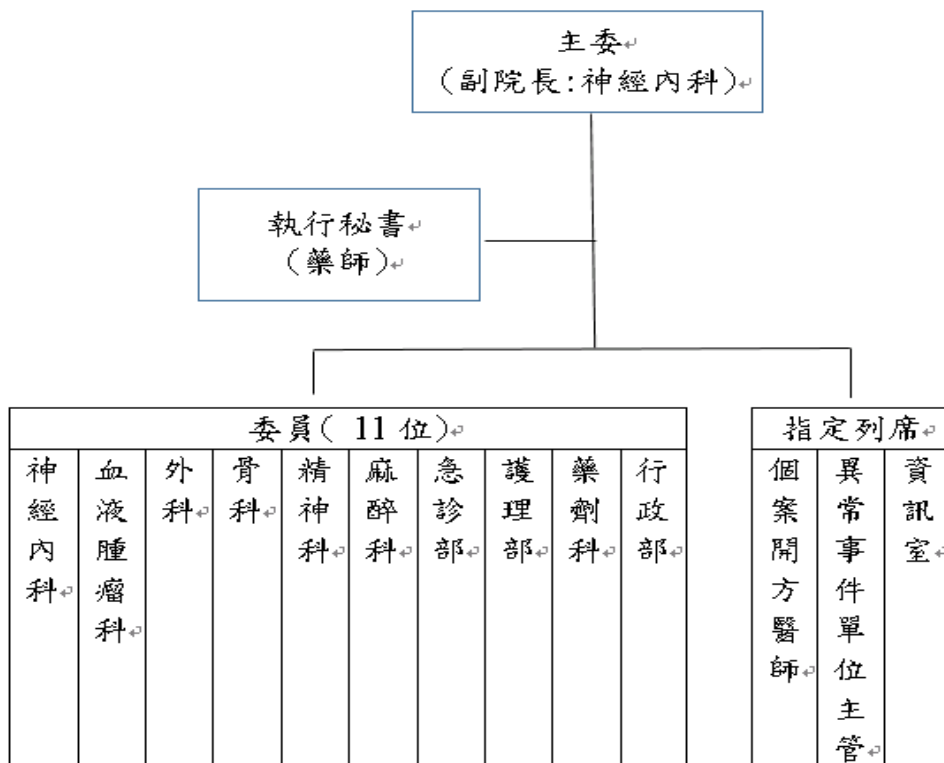 主委
(副院長:神經內科)
執行秘書
(藥師)
委員( 11 位)
神經內科
血液腫瘤科
外科
骨科
精神科
麻醉科
急診部
護理部
藥劑科
行政部
指定列席
個案開方醫師
異常事件單位主管
資訊室